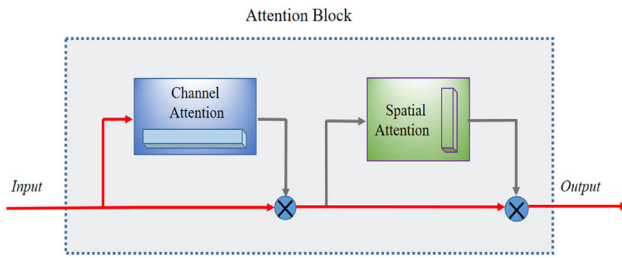 Attention Block
Channel
Attention
Spatial
Attention
Input
Output